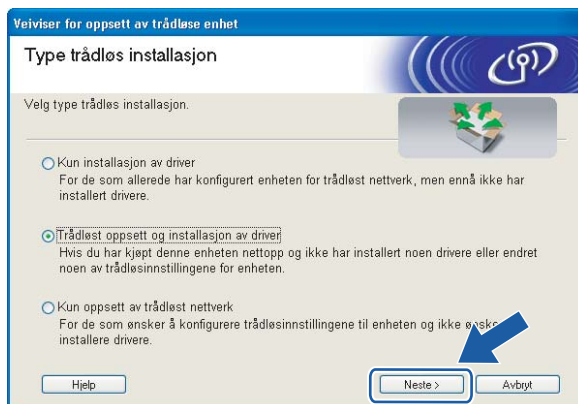 Veiviser for oppsett av trådløse enhet
Type trådløs installasjon
Velg type trådløs installasjon.
Kun installasjon av driver
For de som allerede har konfigurert enheten for trådløst nettverk, men ennå ikke har
installert drivere.
Trådløst oppsett og installasjon av driver
Hvis du har kjøpt denne enheten nettopp og ikke har installert noen drivere eller endret
noen av trådløsinnstillingene for enheten.
Kun oppsett av trådløst nettverk
For de som ønsker å konfigurere trådløsinnstillingene til enheten og ikke
installere drivere.
Hjelp
Neste >
Avbryt